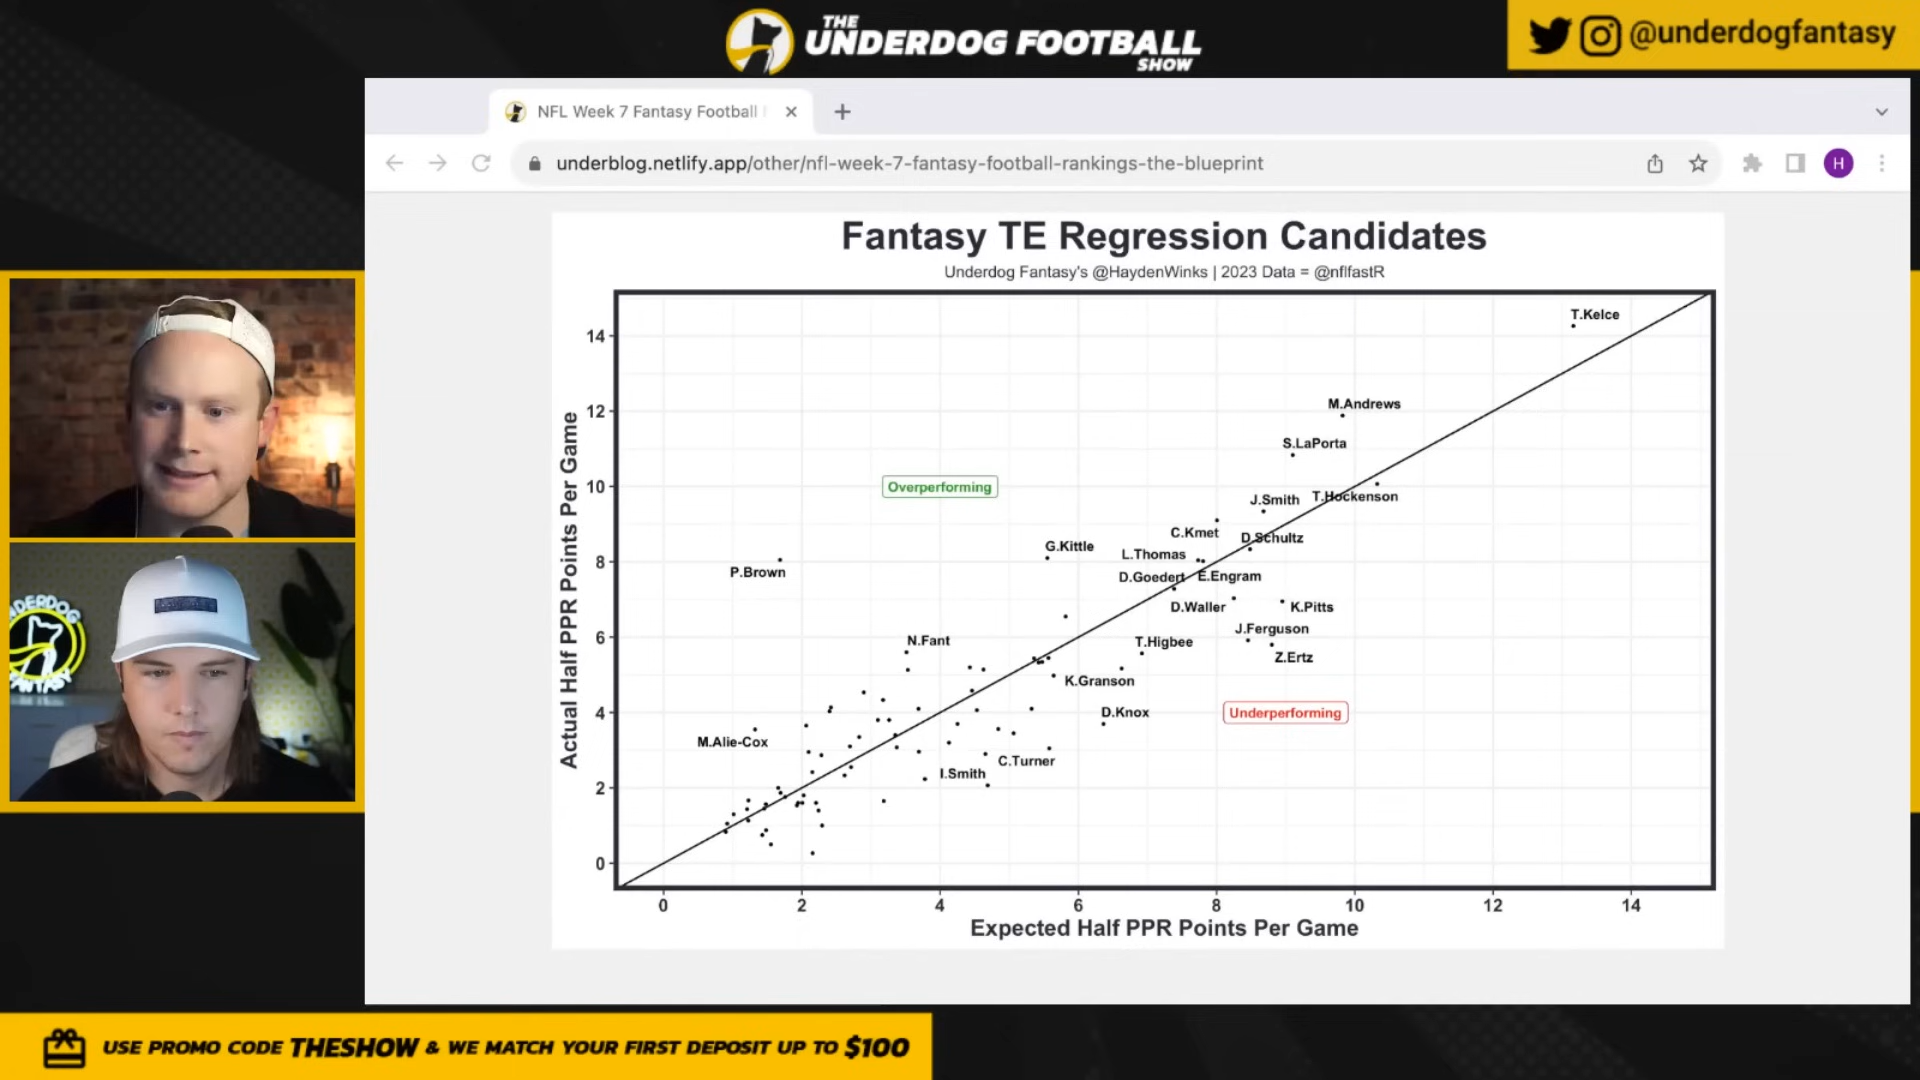 THE
UNDERDOG FOOTBALL
SHOW
@underdogfantasy
NFL Week 7 Fantasy Football
underblog.netlify.app/other/nfl-week-7-fantasy-football-rankings-the-blueprint
H
Fantasy TE Regression Candidates
Underdog Fantasy's @HaydenWinks | 2023 Data = @nflfastR
T.Kelce
14
M.Andrews
12
S.LaPorta
Overperforming
10
J.Smith
T.Hockenson
C.Kmet
D.Schultz
G.Kittle
L.Thomas
8
P.Brown
D.Goedert
E.Engram
D.Waller
K.Pitts
J.Ferguson
6
N.Fant
T.Higbee
Z.Ertz
K.Granson
4
D.Knox
Underperforming
M.Alie-Cox
C.Turner
I.Smith
2
0
Actual Half PPR Points Per Game
0 2 4 6 8 10 12 14
Expected Half PPR Points Per Game
UNDERDOG
FANTASY
USE PROMO CODE THESHOW & WE MATCH YOUR FIRST DEPOSIT UP TO $100